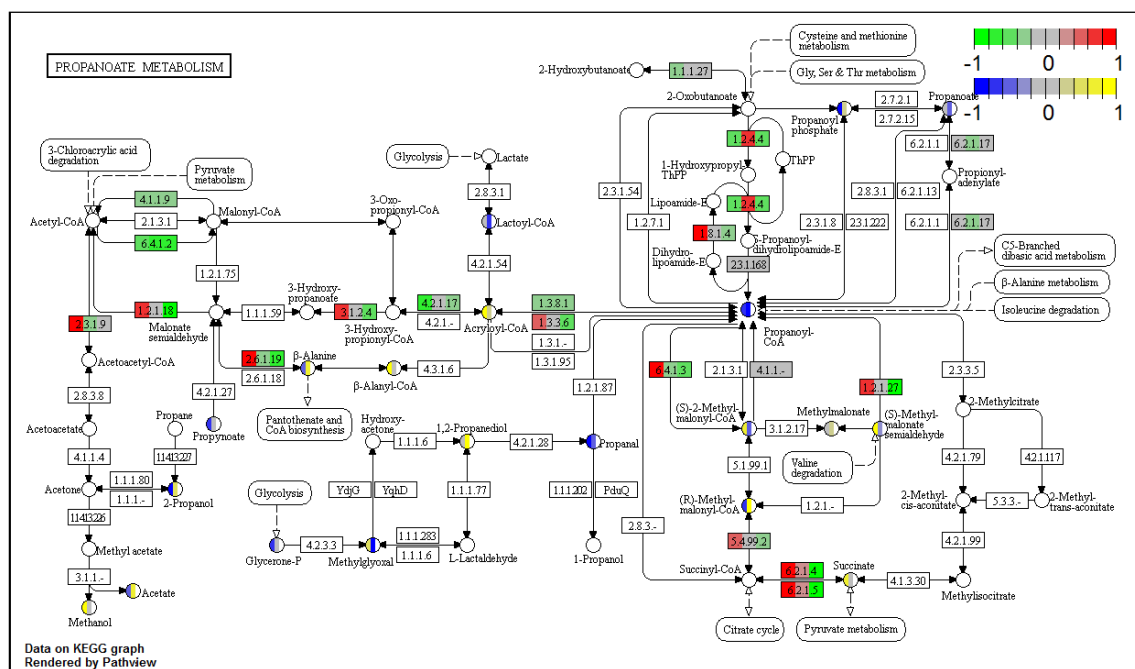 PROPANOATE METABOLISM
Cysteine and methionine
metabolism
Gly, Ser & Thr metabolism
2-Hydroxybutanoate
1.1.1.27
2-Oxobutanoate
-1 0 1
-1 0 1
Propanoyl
phosphate
2.7.2.1
2.7.2.15
Propanoate
3-Chloroacrylic acid
degradation
Pyruvate
metabolism
Glycolysis
Lactate
2.8.3.1
Lactoyl-CoA
4.2.1.54
1.2.4.4
1-Hydroxypropyl-
ThPP
ThPP
Lipoamide-E
1.2.4.4
1.8.1.4
Dihydro-
lipoamide-E
S-Propanoyl-
dihydrolipoamide-E
2.3.1.168
2.3.1.54
1.2.7.1
2.3.1.8
2.8.3.1
2.3.1.222
6.2.1.1
6.2.1.17
6.2.1.13
Propionyl-
adenylate
6.2.1.1
6.2.1.17
C5-Branched
dibasic acid metabolism
β-Alanine metabolism
Isoleucine degradation
Acetyl-CoA
4.1.1.9
2.1.3.1
6.4.1.2
Malonyl-CoA
3-Oxo-
propionyl-CoA
1.2.1.75
1.2.1.18
Malonate
semialdehyde
1.1.1.59
3-Hydroxy-
propanoate
3.1.2.4
3-Hydroxy-
propionyl-CoA
4.2.1.17
4.2.1.-
Acryloyl-CoA
1.3.8.1
1.3.3.6
1.3.1.-
1.3.1.95
Propanoyl-
CoA
2.3.1.9
Acetoacetyl-CoA
2.8.3.8
Acetoacetate
4.1.1.4
Acetone
2.6.1.19
2.6.1.18
β-Alanine
β-Alanyl-CoA
4.3.1.6
Pantothenate and
CoA biosynthesis
4.2.1.27
Propynoate
Propane
1.14.13.227
1.1.1.80
1.1.1.-
2-Propanol
1.14.13.226
Methyl acetate
3.1.1.-
Acetate
Methanol
Hydroxy-
acetone
1.1.1.6
1,2-Propanediol
4.2.1.28
Propanal
1.2.1.87
YdjG
YqhD
1.1.1.77
1.1.1.202
PduQ
Glycolysis
Glycerone-P
4.2.3.3
Methylglyoxal
1.1.1.283
1.1.1.6
L-Lactaldehyde
1-Propanol
6.4.1.3
2.1.3.1
4.1.1.-
1.2.1.27
2.3.3.5
(S)-2-Methyl-
malonyl-CoA
3.1.2.17
Methylmalonate
(S)-Methyl-
malonate
semialdehyde
Valine
degradation
5.1.99.1
(R)-Methyl-
malonyl-CoA
1.2.1.-
2.8.3.-
5.4.99.2
Succinyl-CoA
6.2.1.4
6.2.1.5
Succinate
4.1.3.30
Methylisocitrate
Citrate cycle
Pyruvate metabolism
2-Methylcitrate
4.2.1.79
4.2.1.117
2-Methyl-
cis-aconitate
5.3.3.-
2-Methyl-
trans-aconitate
4.2.1.99
Data on KEGG graph
Rendered by Pathview